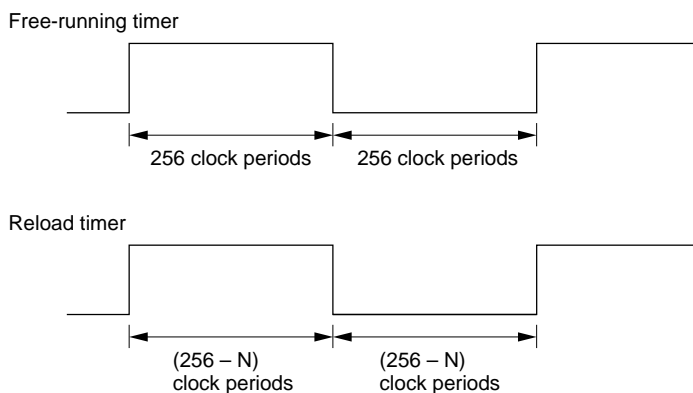 Free-running timer
256 clock periods 256 clock periods
Reload timer
(256 – N) (256 – N)
clock periods clock periods